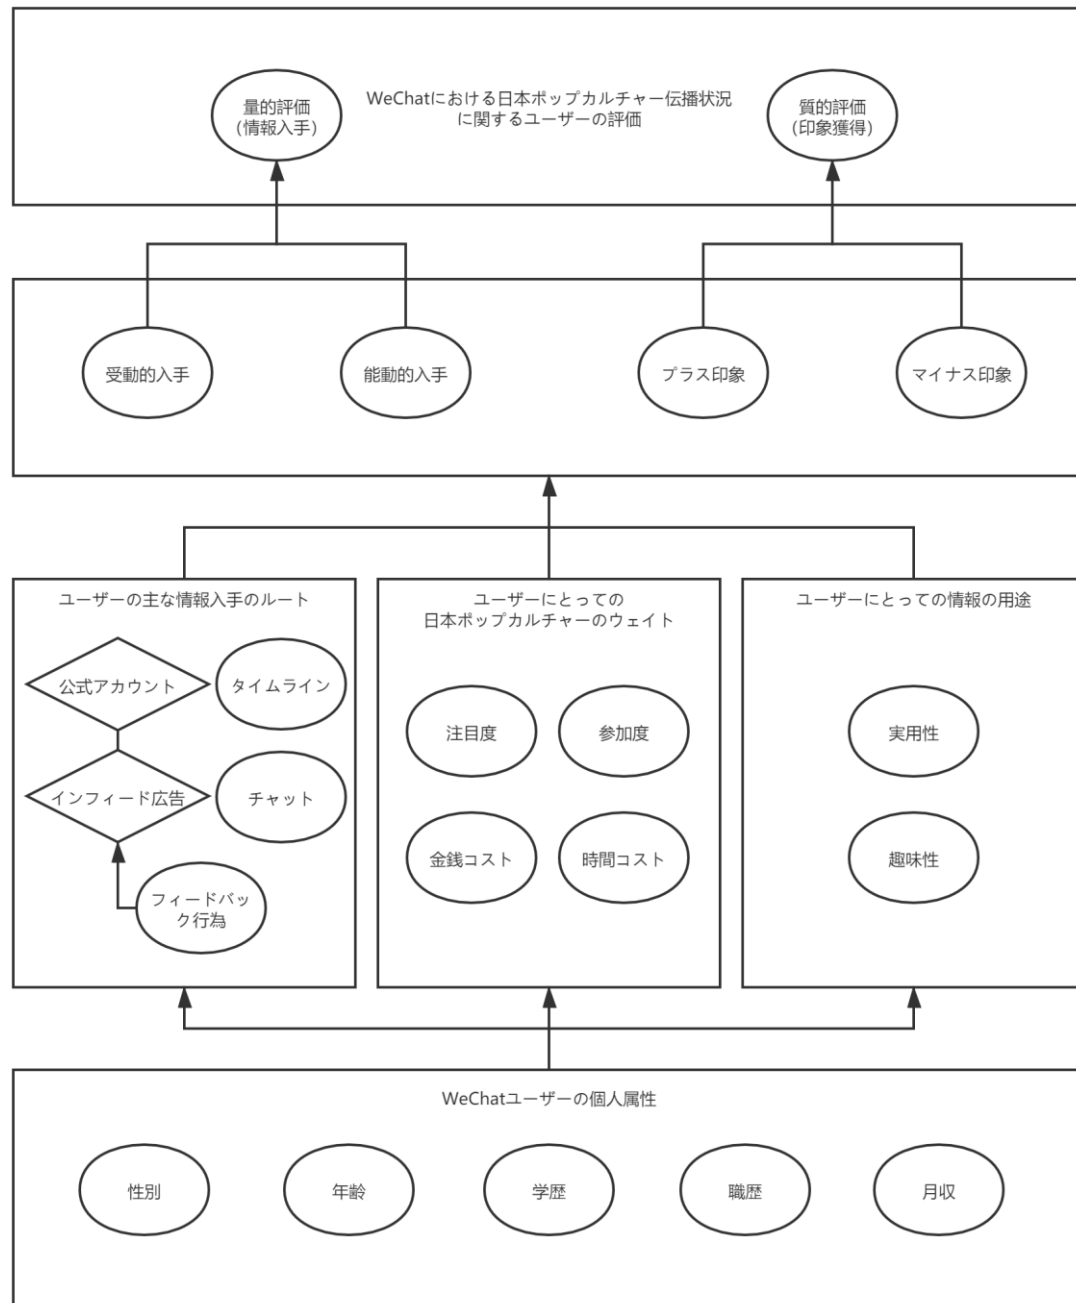 量的評価
(情報入手)
WeChatにおける日本ポップカルチャー伝播状況
に関するユーザーの評価
質的評価
(印象獲得)
受動的入手
能動的入手
プラス印象
マイナス印象
ユーザーの主な情報入手のルート
公式アカウント
タイムライン
インフィード広告
チャット
フィードバッ
ク行為
ユーザーにとっての
日本ポップカルチャーのウェイト
注目度
参加度
金銭コスト
時間コスト
ユーザーにとっての情報の用途
実用性
趣味性
WeChatユーザーの個人属性
性別
年齢
学歴
職歴
月収